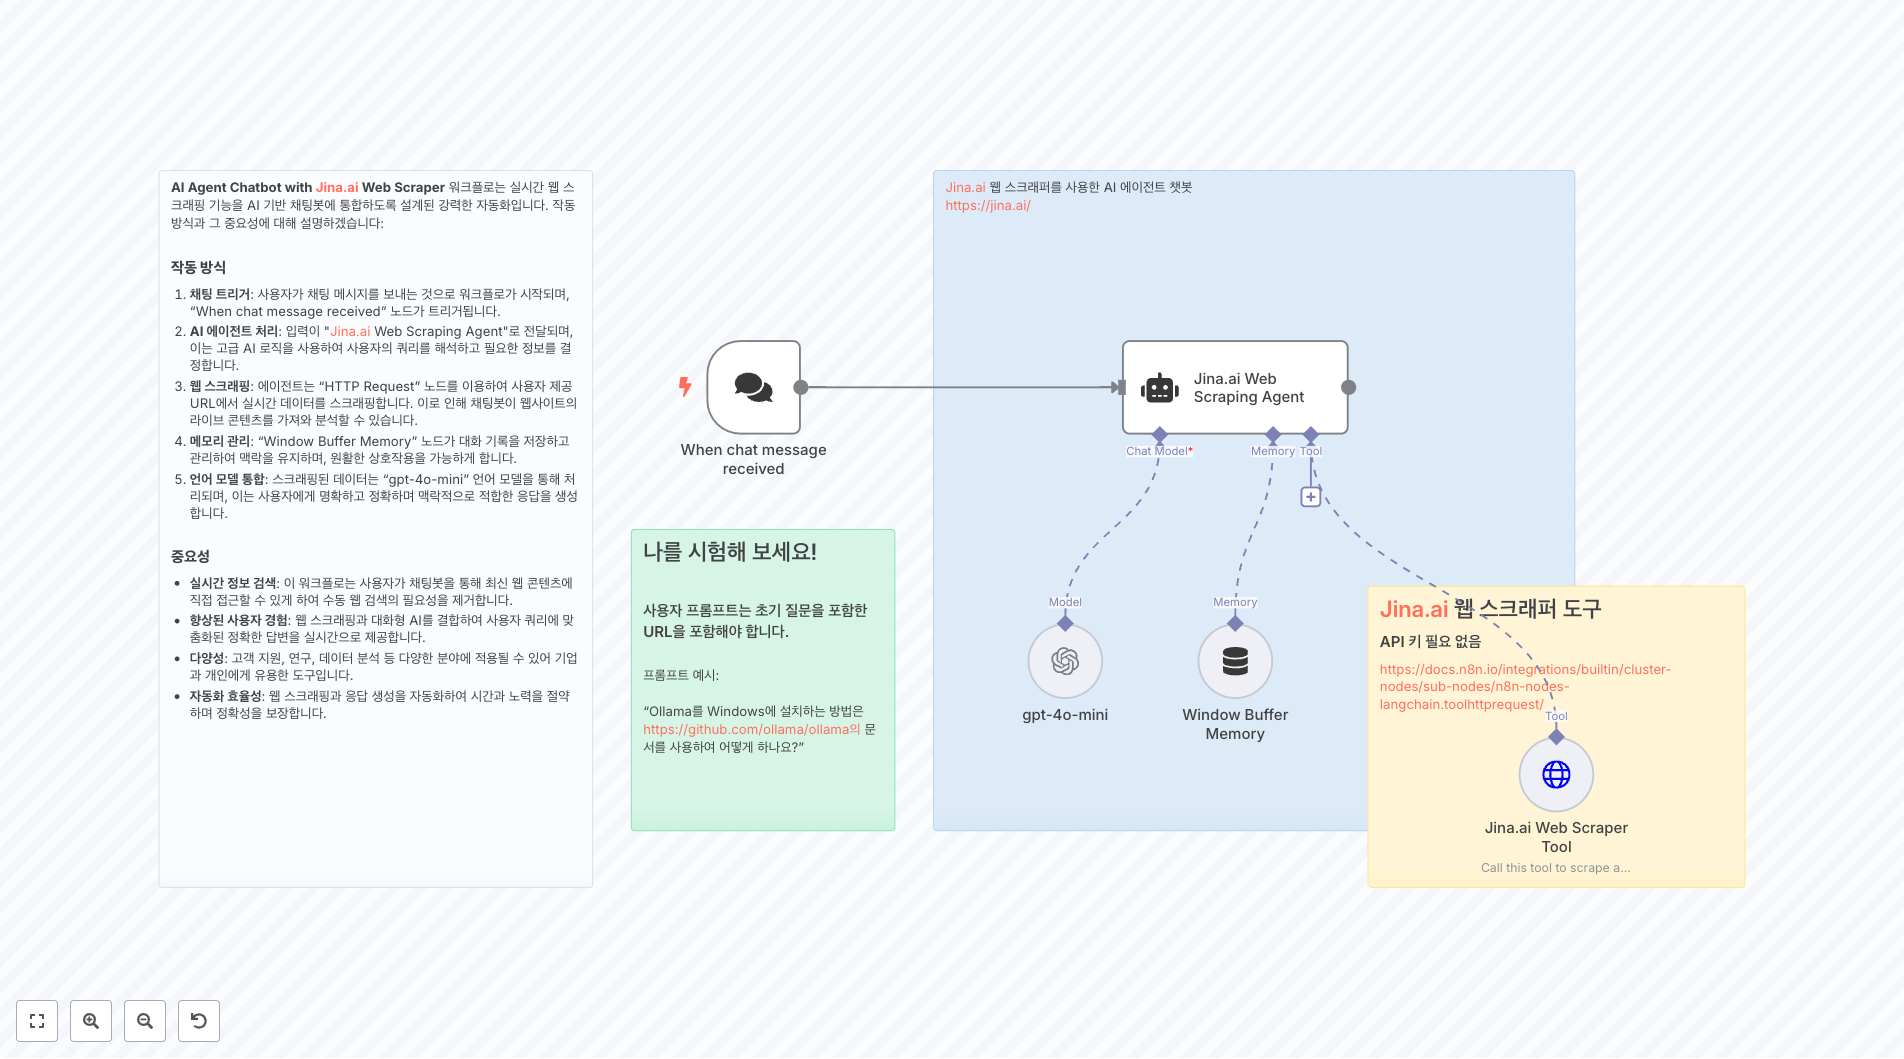 AI Agent Chatbot with Jina.ai Web Scraper 워크플로는 실시간 웹 스
크래핑 기능을 AI 기반 채팅봇에 통합하도록 설계된 강력한 자동화입니다. 작동
방식과 그 중요성에 대해 설명하겠습니다:
작동 방식
1. 채팅 트리거: 사용자가 채팅 메시지를 보내는 것으로 워크플로가 시작되며,
“When chat message received” 노드가 트리거됩니다.
2. AI 에이전트 처리: 입력이 "Jina.ai Web Scraping Agent"로 전달되며,
이는 고급 AI 로직을 사용하여 사용자의 쿼리를 해석하고 필요한 정보를 결
정합니다.
3. 웹 스크래핑: 에이전트는 “HTTP Request” 노드를 이용하여 사용자 제공
URL에서 실시간 데이터를 스크래핑합니다. 이로 인해 채팅봇이 웹사이트의
라이브 콘텐츠를 가져와 분석할 수 있습니다.
4. 메모리 관리: “Window Buffer Memory” 노드가 대화 기록을 저장하고
관리하여 맥락을 유지하며, 원활한 상호작용을 가능하게 합니다.
5. 언어 모델 통합: 스크래핑된 데이터는 “gpt-4o-mini” 언어 모델을 통해 처
리되며, 이는 사용자에게 명확하고 정확하며 맥락적으로 적합한 응답을 생성
합니다.
중요성
• 실시간 정보 검색: 이 워크플로는 사용자가 채팅봇을 통해 최신 웹 콘텐츠에
직접 접근할 수 있게 하여 수동 웹 검색의 필요성을 제거합니다.
• 향상된 사용자 경험: 웹 스크래핑과 대화형 AI를 결합하여 사용자 쿼리에 맞
춤화된 정확한 답변을 실시간으로 제공합니다.
• 다양성: 고객 지원, 연구, 데이터 분석 등 다양한 분야에 적용될 수 있어 기업
과 개인에게 유용한 도구입니다.
• 자동화 효율성: 웹 스크래핑과 응답 생성을 자동화하여 시간과 노력을 절약
하며 정확성을 보장합니다.
When chat message
received
나를 시험해 보세요!
사용자 프롬프트는 초기 질문을 포함한
URL을 포함해야 합니다.
프롬프트 예시:
“Ollama를 Windows에 설치하는 방법은
https://github.com/ollama/ollama의 문
서를 사용하여 어떻게 하나요?”
Jina.ai 웹 스크래퍼를 사용한 AI 에이전트 챗봇
https://jina.ai/
Jina.ai Web
Scraping Agent
Chat Model*
Memory
Tool
Model
Memory
gpt-4o-mini
Window Buffer
Memory
Jina.ai 웹 스크래퍼 도구
API 키 필요 없음
https://docs.n8n.io/integrations/builtin/cluster-
nodes/sub-nodes/n8n-nodes-
langchain.toolhttprequest/
Tool
Jina.ai Web Scraper
Tool
Call this tool to scrape a...